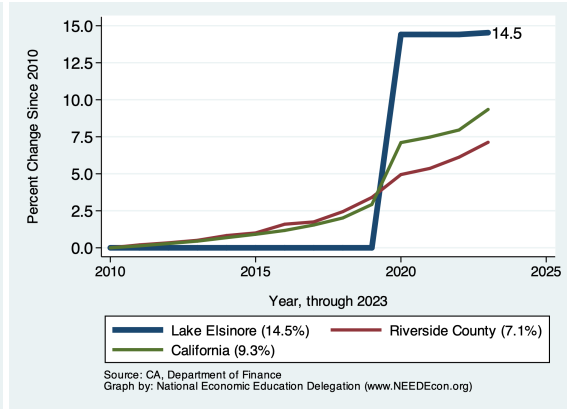 Percent Change Since 2010
15.0
12.5
10.0
7.5
5.0
2.5
0.0
14.5
2010
2015
2020
2025
Year, through 2023
Lake Elsinore (14.5%)
Riverside County (7.1%)
California (9.3%)
Source: CA, Department of Finance
Graph by: National Economic Education Delegation (www.NEEDEcon.org)